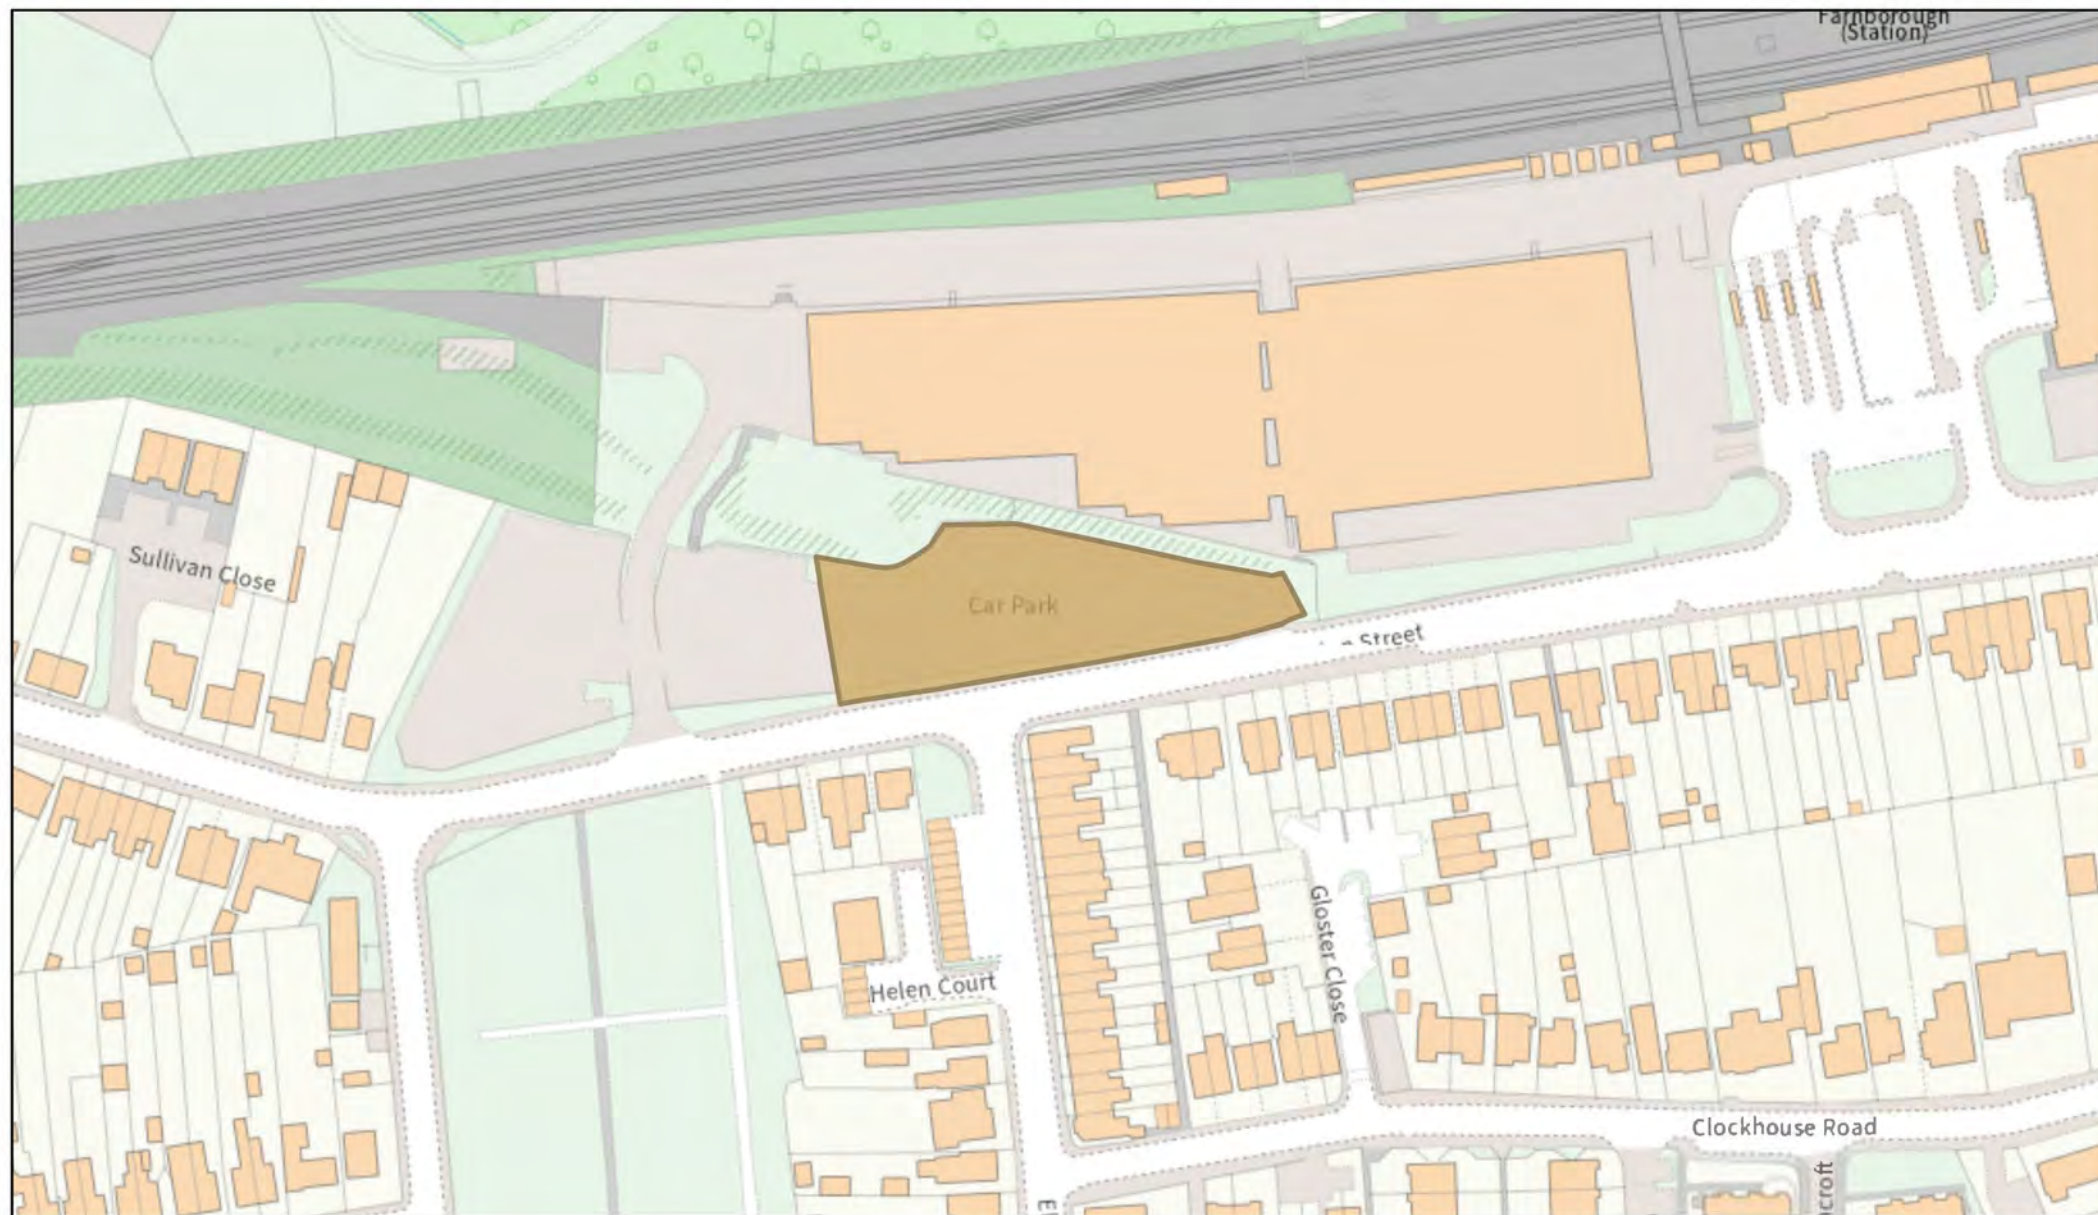 Farnborough
(Station)
Sullivan Close
Car Park
Street
Gloster Close
Helen Court
Clockhouse Road